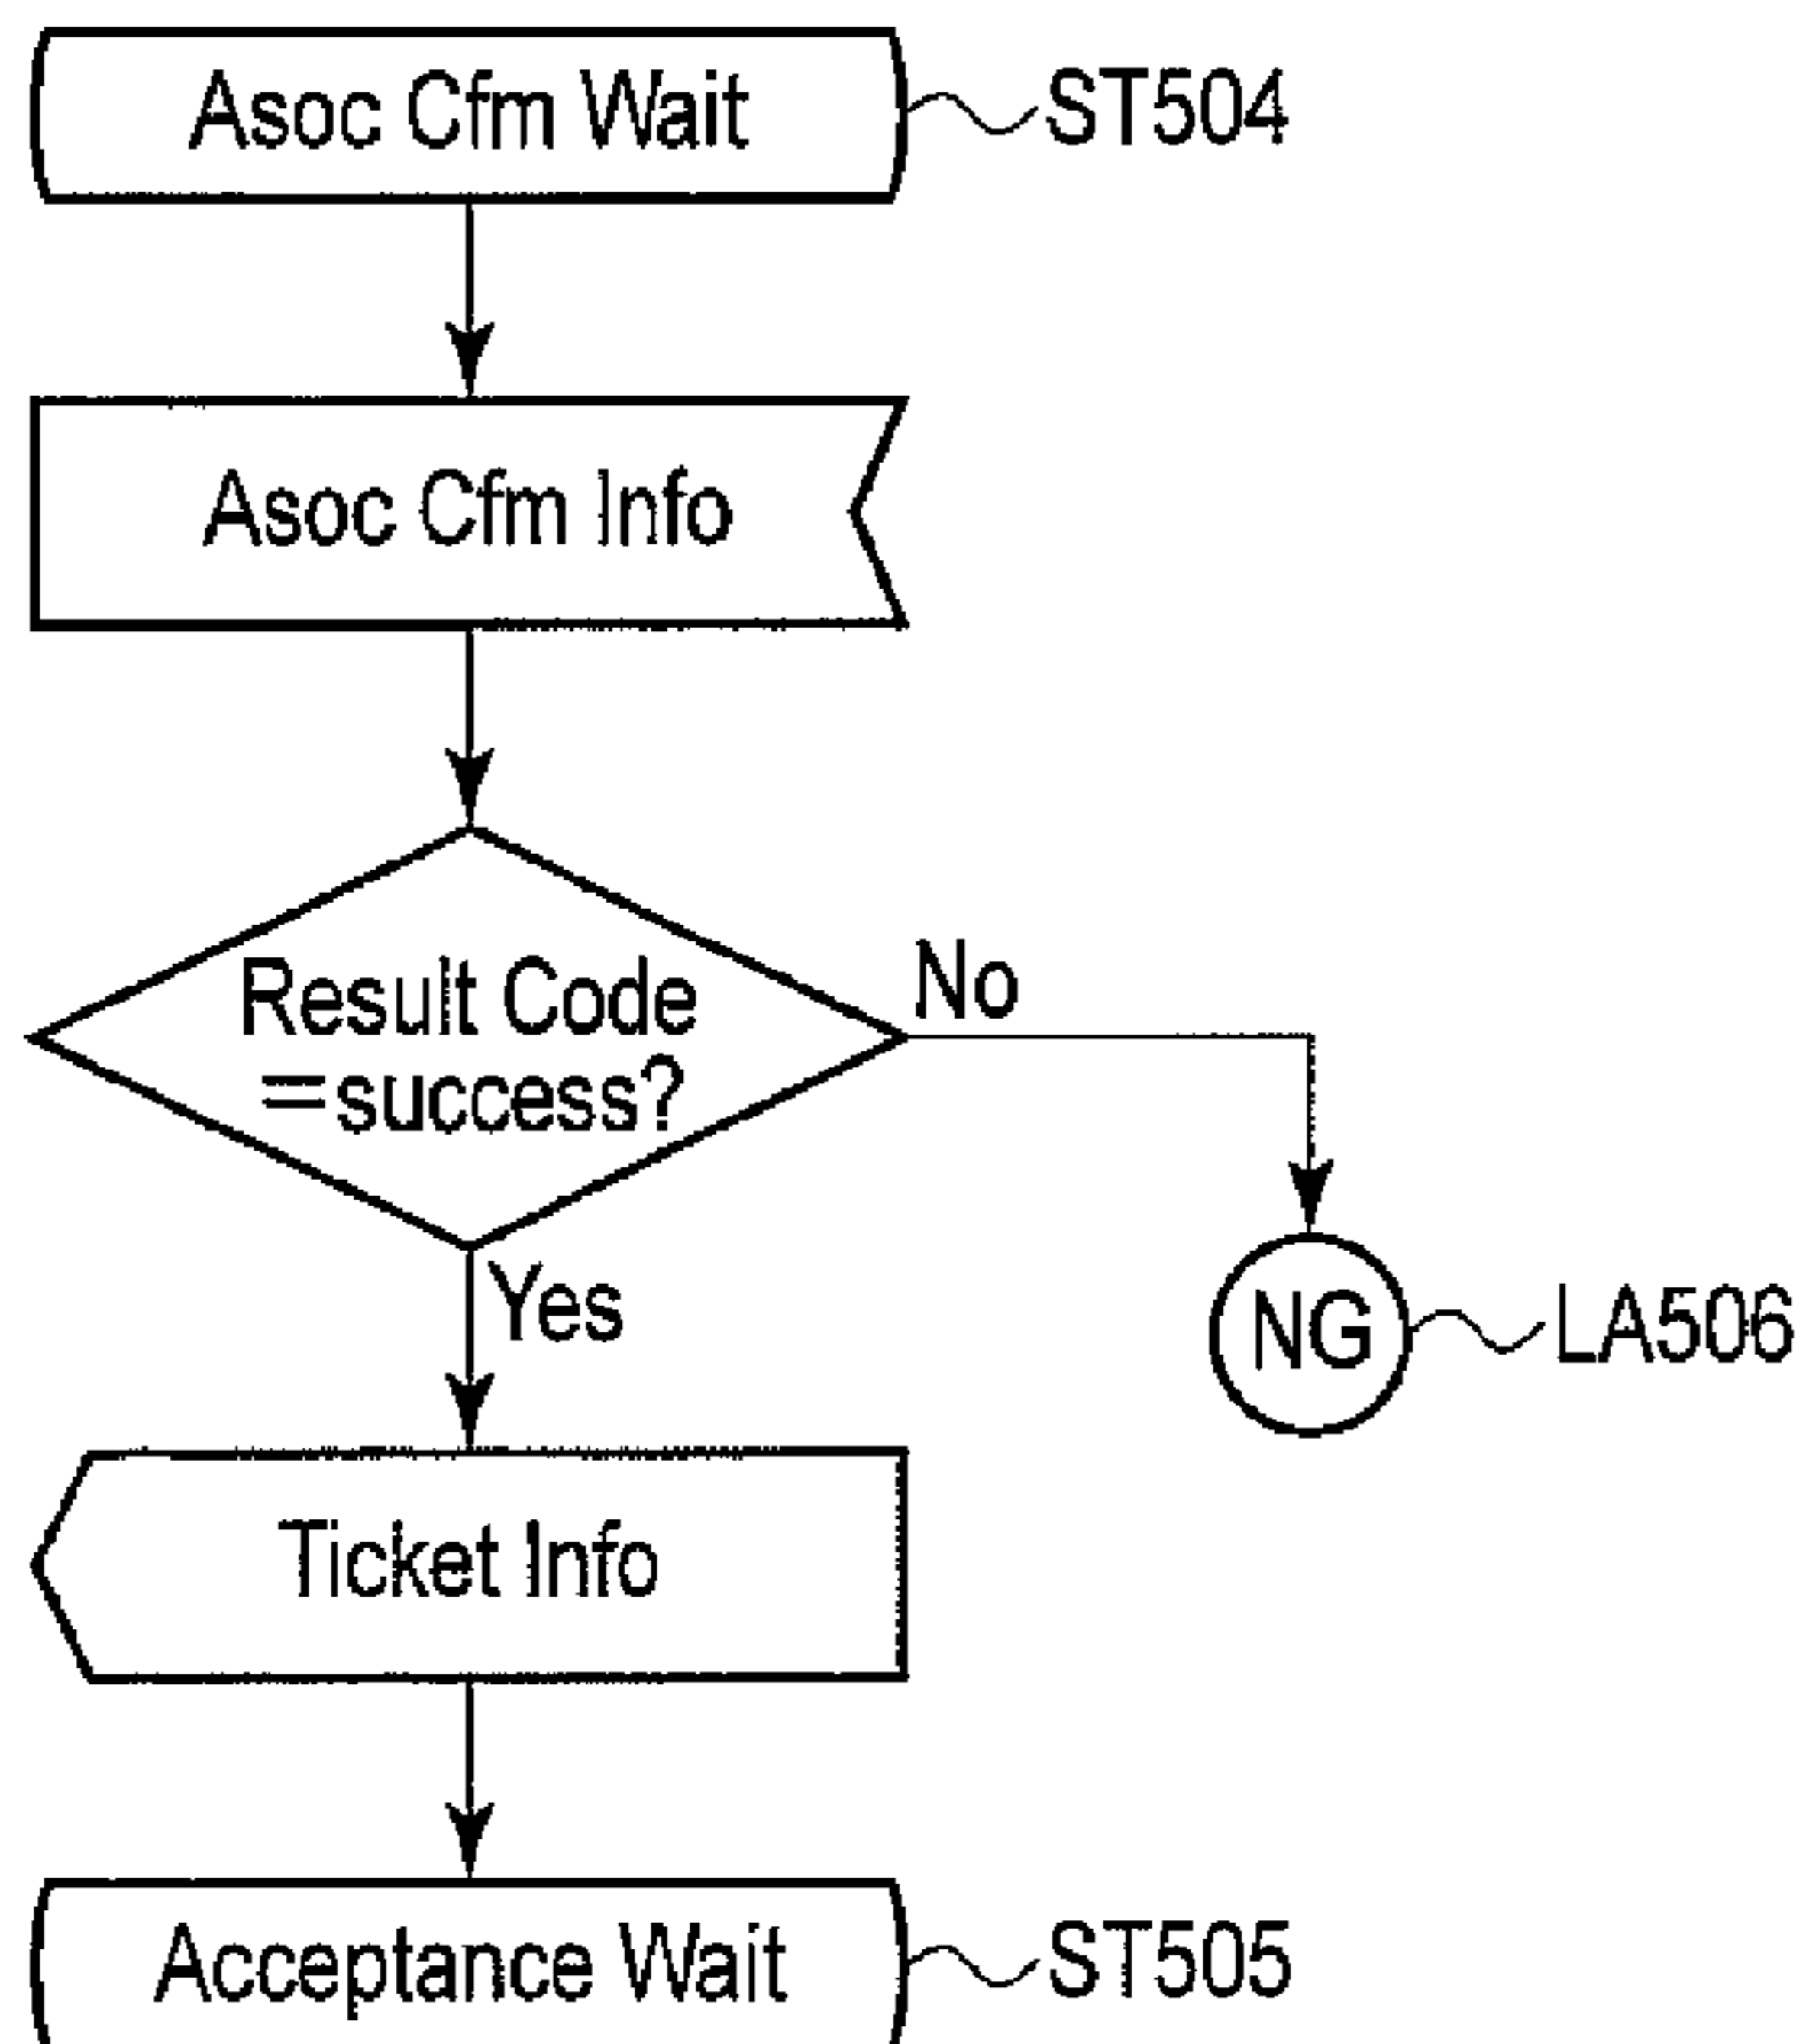 Asoc Cfm Wait
ST504
Asoc Cfm Info
Result Code
=success?
No
Yes
NG
LA506
Ticket Info
Acceptance Wait
ST505